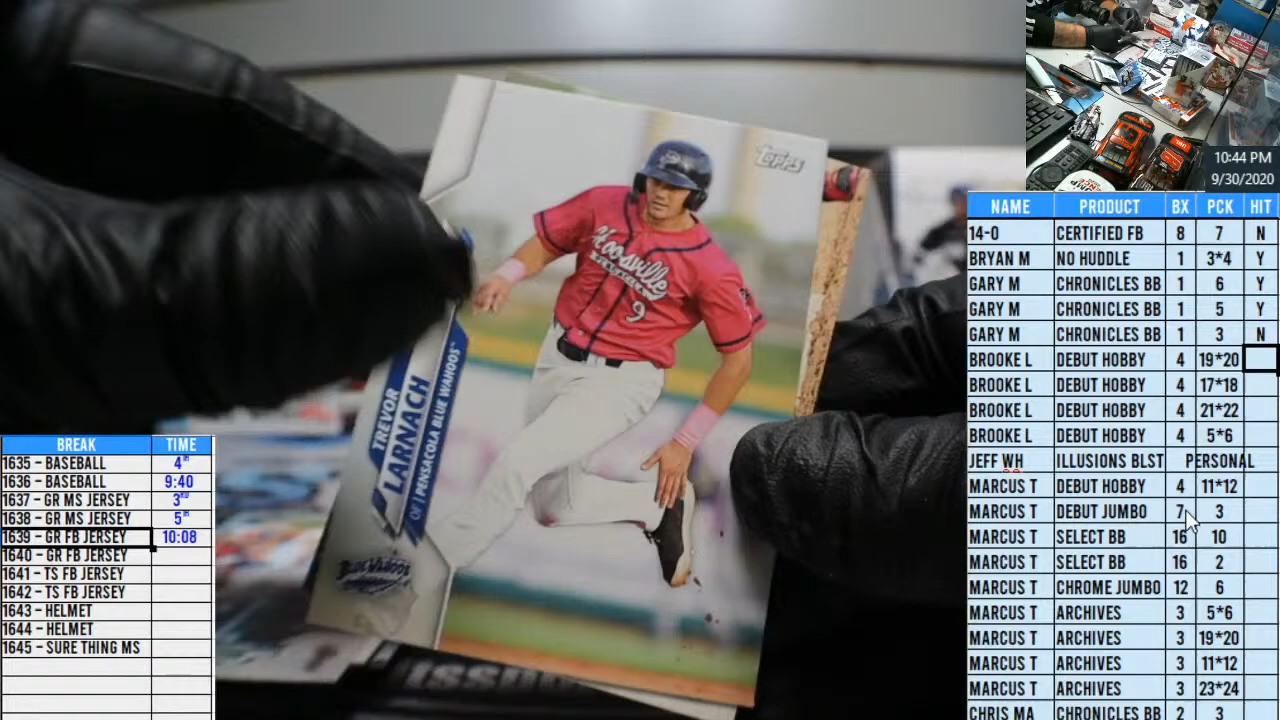 Topps
Woosville
9
TREVOR
LARNACH
OF | PENSACOLA BLUE WAHOOS
BLUE WAHOOS
10:44 PM
9/30/2020
NAME PRODUCT BX PCK HIT
14-0 CERTIFIED FB 8 7 N
BRYAN M NO HUDDLE 1 3*4 Y
GARY M CHRONICLES BB 1 6 Y
GARY M CHRONICLES BB 1 5 Y
GARY M CHRONICLES BB 1 3 N
BROOKE L DEBUT HOBBY 4 19*20
BROOKE L DEBUT HOBBY 4 17*18
BROOKE L DEBUT HOBBY 4 21*22
BROOKE L DEBUT HOBBY 4 5*6
JEFF WH ILLUSIONS BLST PERSONAL
MARCUS T DEBUT HOBBY 4 11*12
MARCUS T DEBUT JUMBO 7 3
MARCUS T SELECT BB 16 10
MARCUS T SELECT BB 16 2
MARCUS T CHROME JUMBO 12 6
MARCUS T ARCHIVES 3 5*6
MARCUS T ARCHIVES 3 19*20
MARCUS T ARCHIVES 3 11*12
MARCUS T ARCHIVES 3 23*24
CHRIS MA CHRONICLES BB 2 3
BREAK TIME
1635 - BASEBALL 4th
1636 - BASEBALL 9:40
1637 - GR MS JERSEY 3RD
1638 - GR MS JERSEY 5th
1639 - GR FB JERSEY 10:08
1640 - GR FB JERSEY
1641 - TS FB JERSEY
1642 - TS FB JERSEY
1643 - HELMET
1644 - HELMET
1645 - SURE THING MS